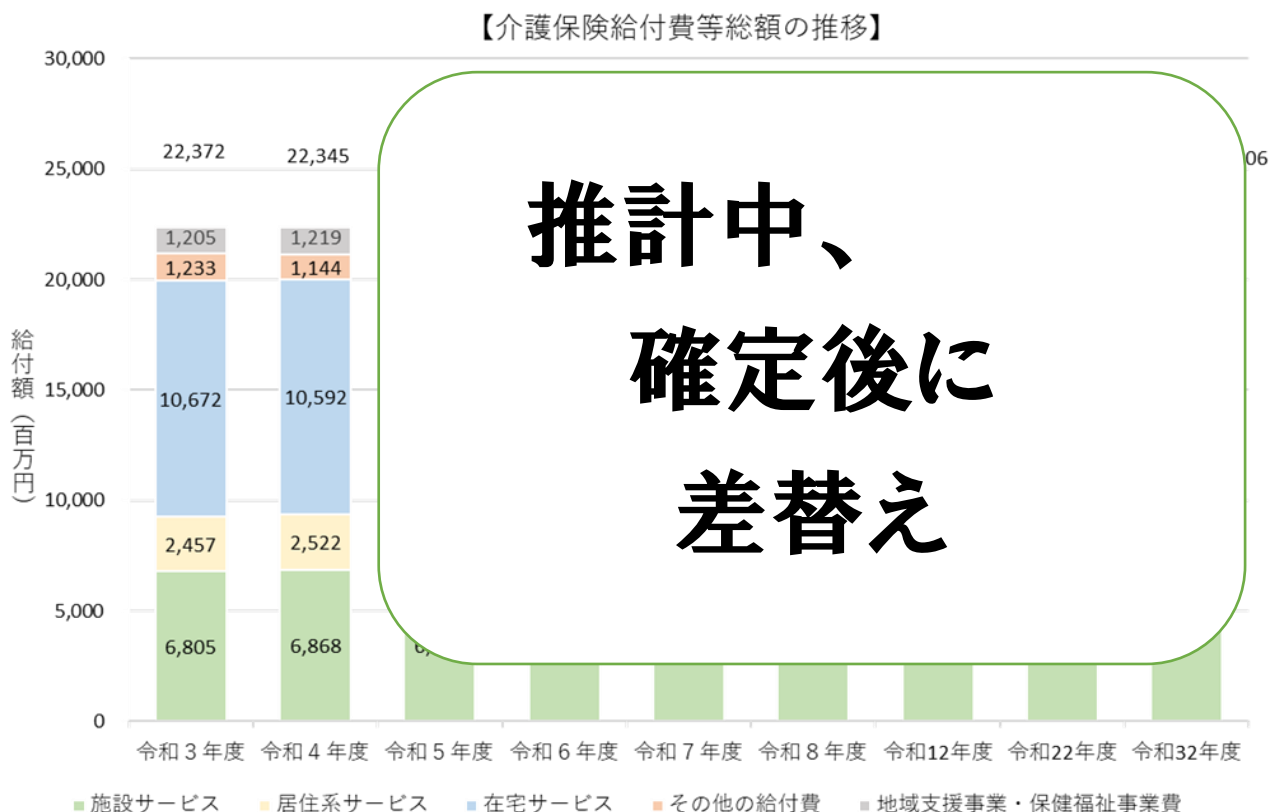 【介護保険給付費等総額の推移】
30,000
25,000
20,000
15,000
10,000
5,000
0
給付額（百万円）
22,372
22,345
06
1,205
1,219
1,233
1,144
10,672
10,592
2,457
2,522
6,805
6,868
推計中、
確定後に
差替え
令和３年度 令和４年度 令和５年度 令和６年度 令和７年度 令和８年度 令和12年度 令和22年度 令和32年度
施設サービス 居住系サービス 在宅サービス その他の給付費 地域支援事業・保健福祉事業費